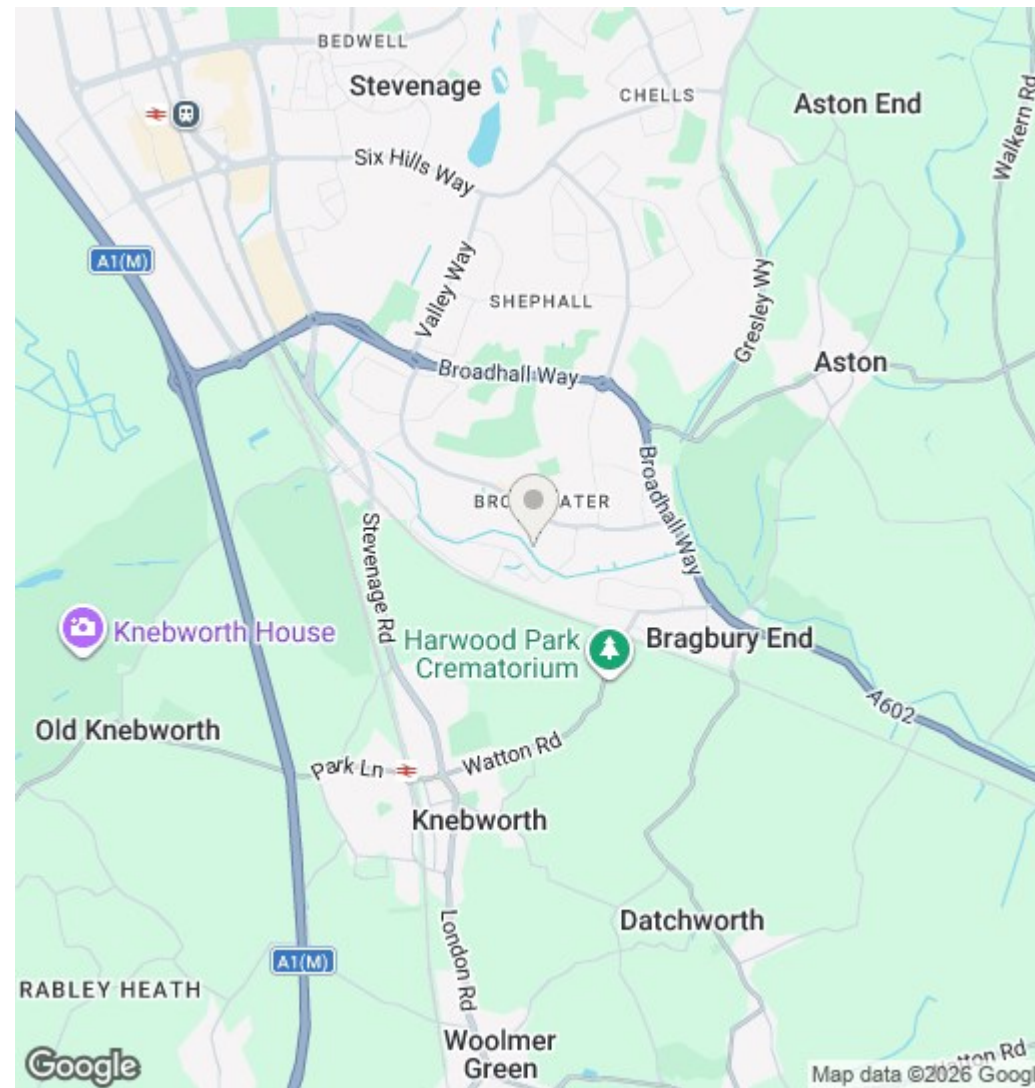 BEDWELL
Stevenage
CHELLS
Aston End
Walkern Rd
Six Hills Way
A1(M)
Valley Way
SHEPHALL
Gresley Wy
Aston
Broadhall Way
Broadhall Way
Stevenage Rd
Knebworth House
Harwood Park
Crematorium
Bragbury End
Old Knebworth
A602
Park Ln
Watton Rd
Knebworth
Datchworth
London Rd
A1(M)
RABLEY HEATH
Woolmer
Green
Google
Map data ©2026 Google